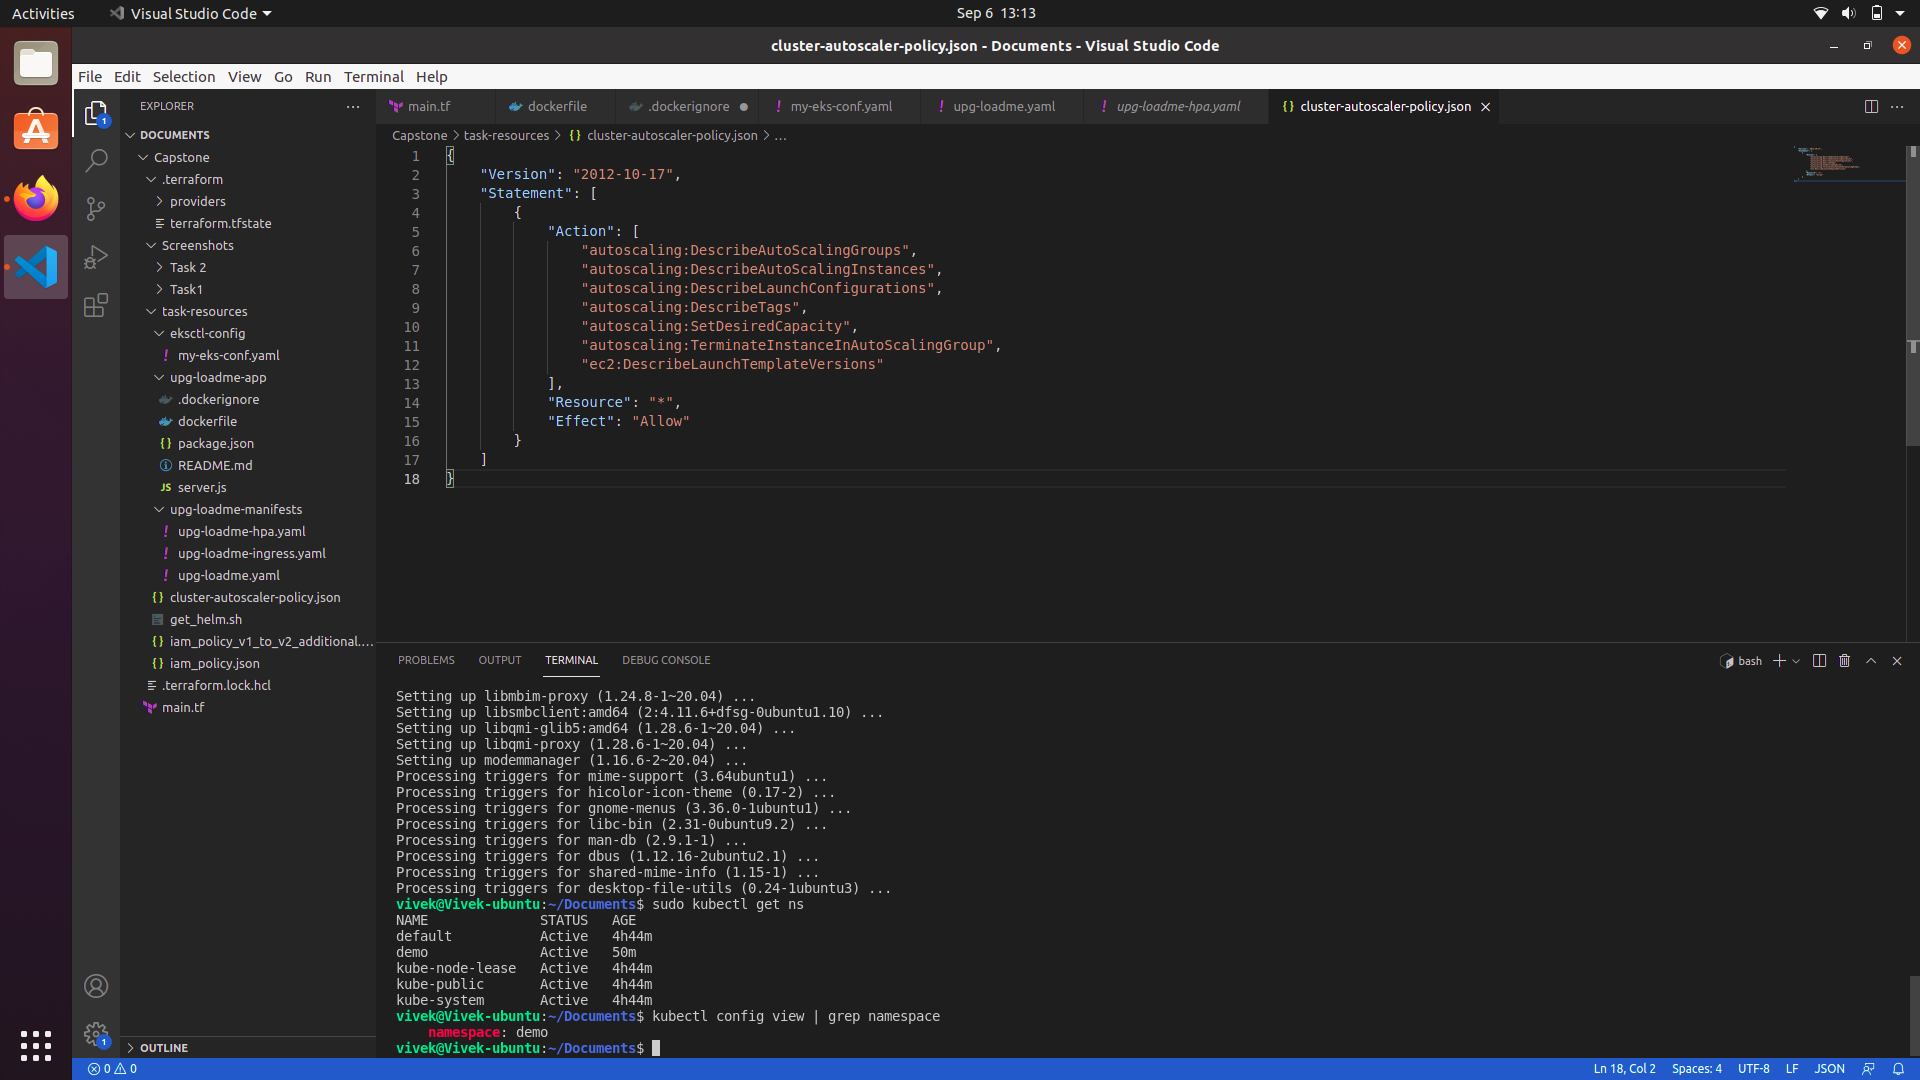 Activities
Visual Studio Code
Sep 6 13:13
cluster-autoscaler-policy.json - Documents - Visual Studio Code
File Edit Selection View Go Run Terminal Help
EXPLORER
DOCUMENTS
Capstone
.terraform
providers
terraform.tfstate
Screenshots
Task 2
Task1
task-resources
eksctl-config
my-eks-conf.yaml
upg-loadme-app
.dockerignore
dockerfile
package.json
README.md
server.js
upg-loadme-manifests
upg-loadme-hpa.yaml
upg-loadme-ingress.yaml
upg-loadme.yaml
cluster-autoscaler-policy.json
get_helm.sh
iam_policy_v1_to_v2_additional....
iam_policy.json
.terraform.lock.hcl
main.tf
OUTLINE
main.tf dockerfile .dockerignore my-eks-conf.yaml upg-loadme.yaml upg-loadme-hpa.yaml cluster-autoscaler-policy.json
Capstone > task-resources > {} cluster-autoscaler-policy.json > ...
1 {
2 "Version": "2012-10-17",
3 "Statement": [
4 {
5 "Action": [
6 "autoscaling:DescribeAutoScalingGroups",
7 "autoscaling:DescribeAutoScalingInstances",
8 "autoscaling:DescribeLaunchConfigurations",
9 "autoscaling:DescribeTags",
10 "autoscaling:SetDesiredCapacity",
11 "autoscaling:TerminateInstanceInAutoScalingGroup",
12 "ec2:DescribeLaunchTemplateVersions"
13 ],
14 "Resource": "*",
15 "Effect": "Allow"
16 }
17 ]
18 }
PROBLEMS OUTPUT TERMINAL DEBUG CONSOLE
bash
Setting up libmbim-proxy (1.24.8-1~20.04) ...
Setting up libsmbclient:amd64 (2:4.11.6+dfsg-0ubuntu1.10) ...
Setting up libqmi-glib5:amd64 (1.28.6-1~20.04) ...
Setting up libqmi-proxy (1.28.6-1~20.04) ...
Setting up modemmanager (1.16.6-2~20.04) ...
Processing triggers for mime-support (3.64ubuntu1) ...
Processing triggers for hicolor-icon-theme (0.17-2) ...
Processing triggers for gnome-menus (3.36.0-1ubuntu1) ...
Processing triggers for libc-bin (2.31-0ubuntu9.2) ...
Processing triggers for man-db (2.9.1-1) ...
Processing triggers for dbus (1.12.16-2ubuntu2.1) ...
Processing triggers for shared-mime-info (1.15-1) ...
Processing triggers for desktop-file-utils (0.24-1ubuntu3) ...
vivek@Vivek-ubuntu:~/Documents$ sudo kubectl get ns
NAME STATUS AGE
default Active 4h44m
demo Active 50m
kube-node-lease Active 4h44m
kube-public Active 4h44m
kube-system Active 4h44m
vivek@Vivek-ubuntu:~/Documents$ kubectl config view | grep namespace
namespace: demo
vivek@Vivek-ubuntu:~/Documents$
0 0
Ln 18, Col 2 Spaces: 4 UTF-8 LF JSON